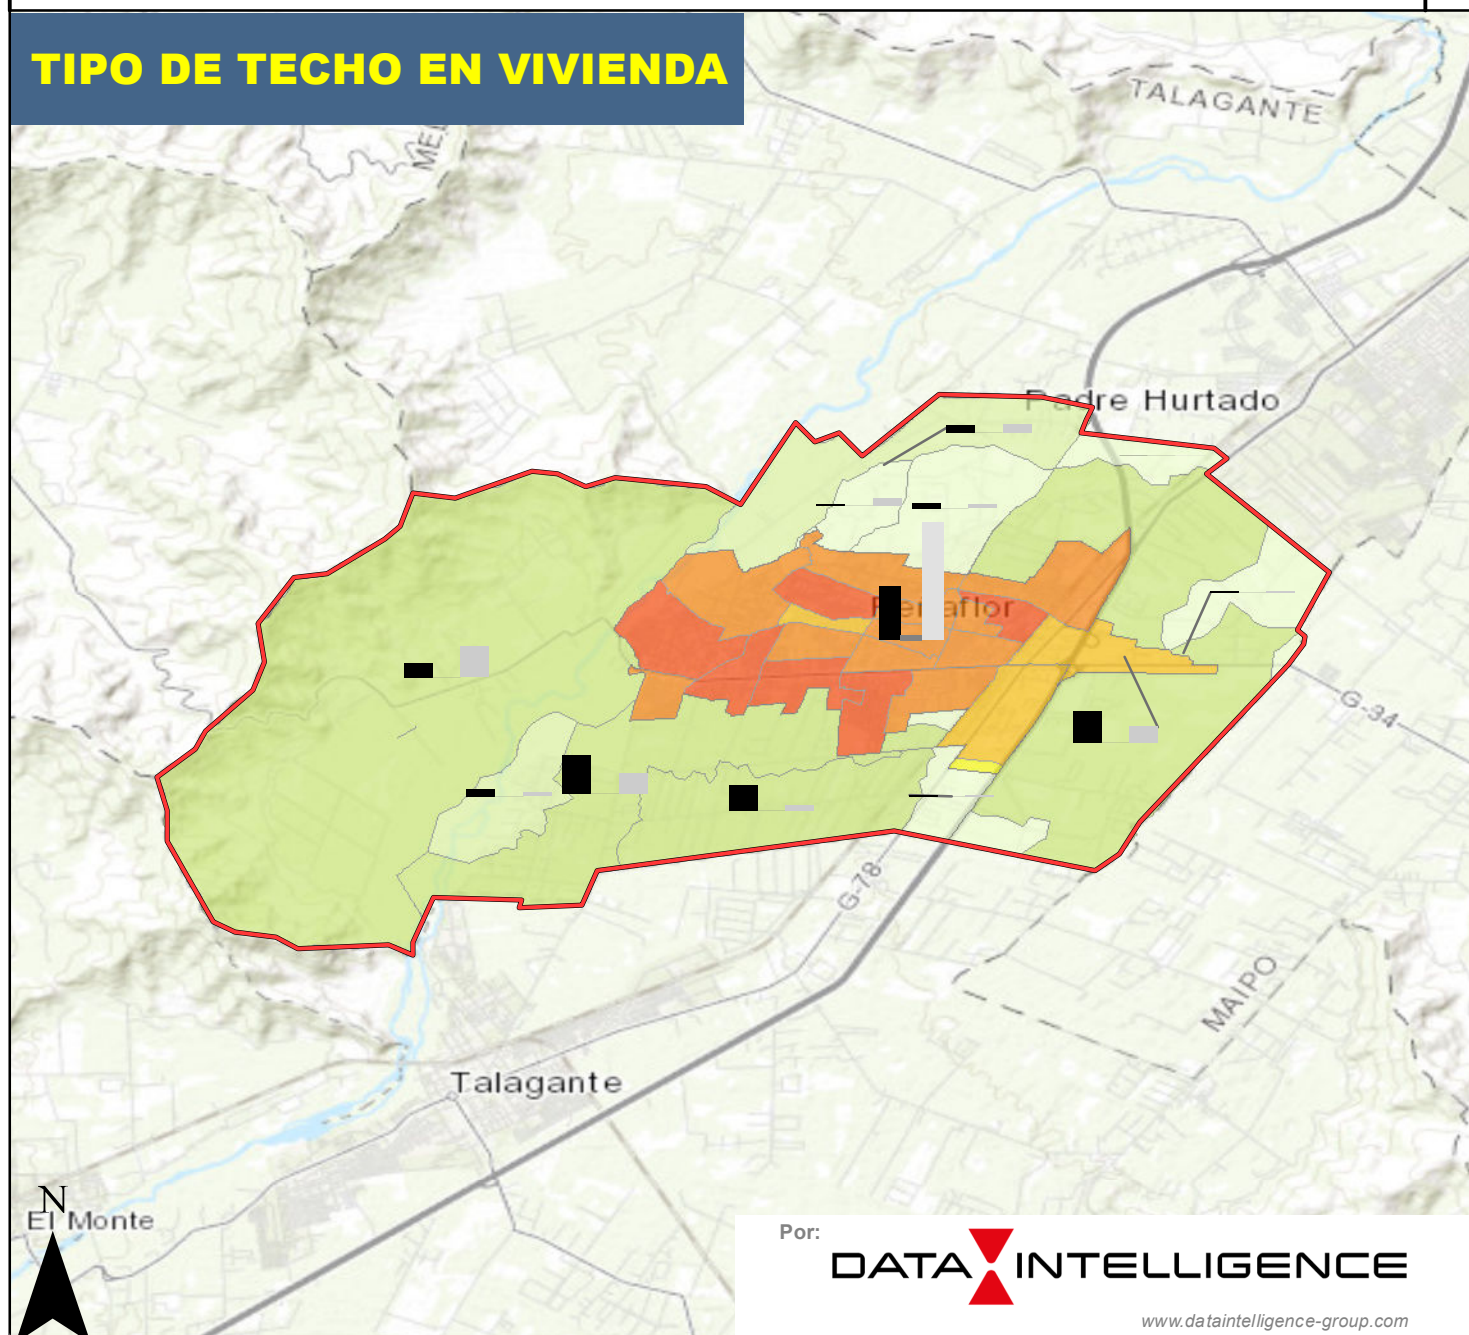 TIPO DE TECHO EN VIVIENDA
TALAGANTE
Padre Hurtado
Peñaflor
G-34
G-78
MAIPO
Talagante
N
El Monte
Por:
DATA INTELLIGENCE
www.dataintelligence-group.com